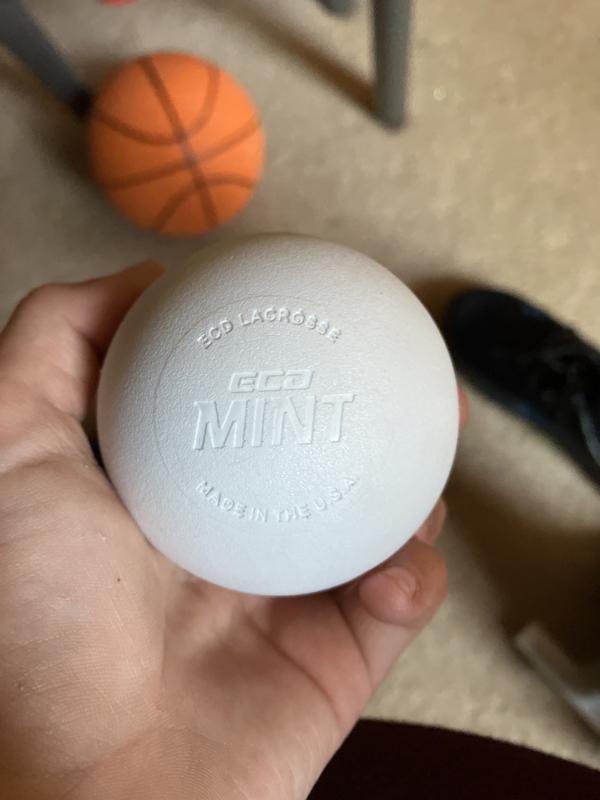 ECD LACROSSE
ECD
MINT
MADE IN THE U.S.A.